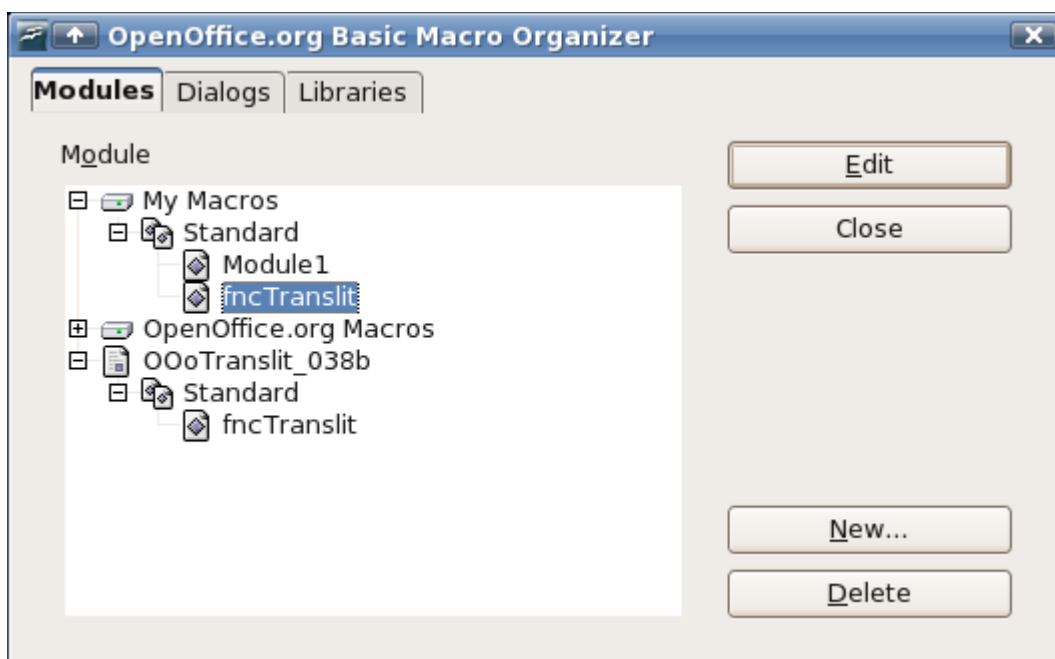 OpenOffice.org Basic Macro Organizer
Modules Dialogs Libraries
Module
Edit
My Macros
Close
Standard
Module1
fncTranslit
OpenOffice.org Macros
OOoTranslit_038b
Standard
fncTranslit
New...
Delete